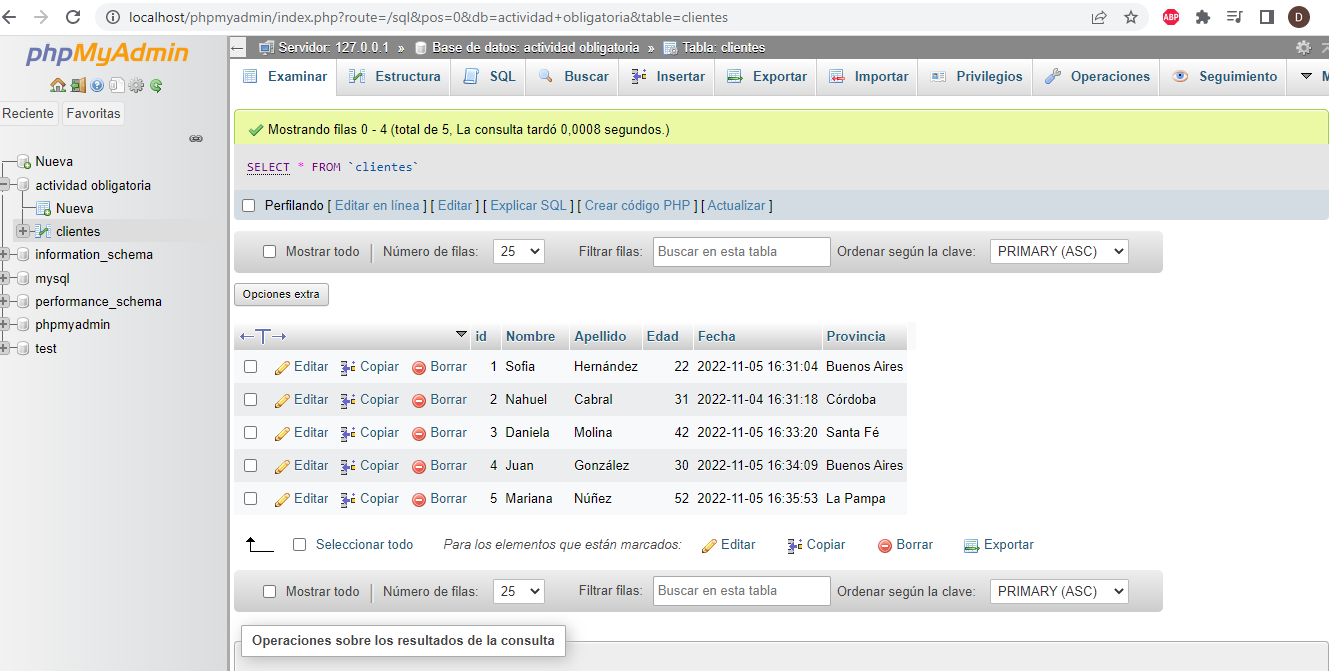 localhost/phpmyadmin/index.php?route=/sql&pos=0&db=actividad+obligatoria&table=clientes
ABP
D
phpMyAdmin
Reciente Favoritas
Nueva
actividad obligatoria
Nueva
clientes
information_schema
mysql
performance_schema
phpmyadmin
test
Servidor: 127.0.0.1 » Base de datos: actividad obligatoria » Tabla: clientes
Examinar Estructura SQL Buscar Insertar Exportar Importar Privilegios Operaciones Seguimiento
Mostrando filas 0 - 4 (total de 5, La consulta tardó 0,0008 segundos.)
SELECT * FROM `clientes`
Perfilando [ Editar en línea ] [ Editar ] [ Explicar SQL ] [ Crear código PHP ] [ Actualizar ]
Mostrar todo Número de filas: 25 Filtrar filas: Buscar en esta tabla Ordenar según la clave: PRIMARY (ASC)
Opciones extra
←T→ id Nombre Apellido Edad Fecha Provincia
Editar Copiar Borrar 1 Sofia Hernández 22 2022-11-05 16:31:04 Buenos Aires
Editar Copiar Borrar 2 Nahuel Cabral 31 2022-11-04 16:31:18 Córdoba
Editar Copiar Borrar 3 Daniela Molina 42 2022-11-05 16:33:20 Santa Fé
Editar Copiar Borrar 4 Juan González 30 2022-11-05 16:34:09 Buenos Aires
Editar Copiar Borrar 5 Mariana Núñez 52 2022-11-05 16:35:53 La Pampa
Seleccionar todo Para los elementos que están marcados: Editar Copiar Borrar Exportar
Mostrar todo Número de filas: 25 Filtrar filas: Buscar en esta tabla Ordenar según la clave: PRIMARY (ASC)
Operaciones sobre los resultados de la consulta